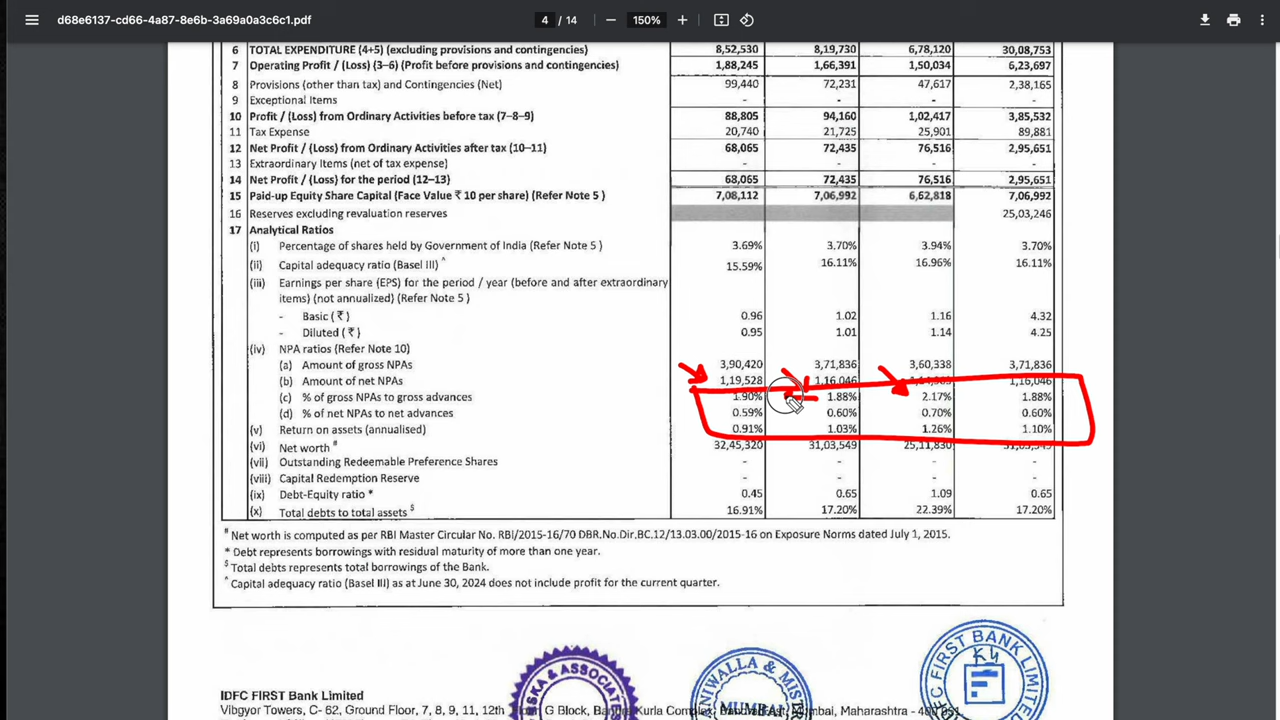 d68e6137-cd66-4a87-8e6b-3a69a0a3c6c1.pdf 4 / 14 150%
6 TOTAL EXPENDITURE (4+5) (excluding provisions and contingencies) 8,52,530 8,19,730 6,78,120 30,08,753
7 Operating Profit / (Loss) (3–6) (Profit before provisions and contingencies) 1,88,245 1,66,391 1,50,034 6,23,697
8 Provisions (other than tax) and Contingencies (Net) 99,440 72,231 47,617 2,38,165
9 Exceptional Items - - - -
10 Profit / (Loss) from Ordinary Activities before tax (7–8–9) 88,805 94,160 1,02,417 3,85,532
11 Tax Expense 20,740 21,725 25,901 89,881
12 Net Profit / (Loss) from Ordinary Activities after tax (10–11) 68,065 72,435 76,516 2,95,651
13 Extraordinary Items (net of tax expense) - - - -
14 Net Profit / (Loss) for the period (12–13) 68,065 72,435 76,516 2,95,651
15 Paid-up Equity Share Capital (Face Value ₹ 10 per share) (Refer Note 5 ) 7,08,112 7,06,992 6,62,818 7,06,992
16 Reserves excluding revaluation reserves 25,03,246
17 Analytical Ratios
(i) Percentage of shares held by Government of India (Refer Note 5 ) 3.69% 3.70% 3.94% 3.70%
(ii) Capital adequacy ratio (Basel III) ^ 15.59% 16.11% 16.96% 16.11%
(iii) Earnings per share (EPS) for the period / year (before and after extraordinary
items) (not annualized) (Refer Note 5 )
- Basic ( ₹ ) 0.96 1.02 1.16 4.32
- Diluted ( ₹ ) 0.95 1.01 1.14 4.25
(iv) NPA ratios (Refer Note 10)
(a) Amount of gross NPAs 3,90,420 3,71,836 3,60,338 3,71,836
(b) Amount of net NPAs 1,19,528 1,16,046 1,16,046
(c) % of gross NPAs to gross advances 1.90% 1.88% 2.17% 1.88%
(d) % of net NPAs to net advances 0.59% 0.60% 0.70% 0.60%
(v) Return on assets (annualised) 0.91% 1.03% 1.26% 1.10%
(vi) Net worth # 32,45,320 31,03,549 25,11,830
(vii) Outstanding Redeemable Preference Shares - - - -
(viii) Capital Redemption Reserve - - - -
(ix) Debt-Equity ratio * 0.45 0.65 1.09 0.65
(x) Total debts to total assets $ 16.91% 17.20% 22.39% 17.20%
# Net worth is computed as per RBI Master Circular No. RBI/2015-16/70 DBR.No.Dir.BC.12/13.03.00/2015-16 on Exposure Norms dated July 1, 2015.
* Debt represents borrowings with residual maturity of more than one year.
$ Total debts represents total borrowings of the Bank.
^ Capital adequacy ratio (Basel III) as at June 30, 2024 does not include profit for the current quarter.
IDFC FIRST Bank Limited
Vibgyor Towers, C- 62, Ground Floor, 7, 8, 9, 11, 12th G Block, Kurla Complex, Mumbai, Maharashtra -
& ASSOCIAT
& MIST
MUMBAI
FIRST BANK LIMITED